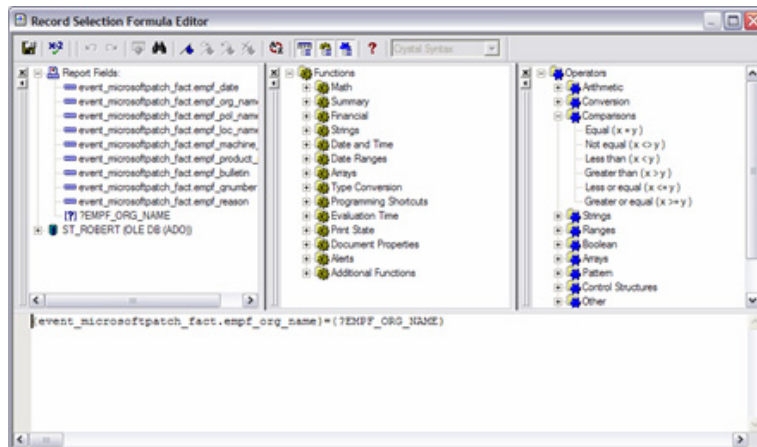 Record Selection Formula Editor
Crystal Syntax
Report Fields:
event_microsoftpatch_fact.empf_date
event_microsoftpatch_fact.empf_org_name
event_microsoftpatch_fact.empf_pol_name
event_microsoftpatch_fact.empf_loc_name
event_microsoftpatch_fact.empf_machine_
event_microsoftpatch_fact.empf_product_
event_microsoftpatch_fact.empf_bulletin
event_microsoftpatch_fact.empf_qnumber
event_microsoftpatch_fact.empf_reason
?EMPF_ORG_NAME
ST_ROBERT (OLE DB (ADO))
Functions
Math
Summary
Financial
Strings
Date and Time
Date Ranges
Arrays
Type Conversion
Programming Shortcuts
Evaluation Time
Print State
Document Properties
Alerts
Additional Functions
Operators
Arithmetic
Conversion
Comparisons
Equal (x = y)
Not equal (x <> y)
Less than (x < y)
Greater than (x > y)
Less or equal (x <= y)
Greater or equal (x >= y)
Strings
Ranges
Boolean
Arrays
Pattern
Control Structures
Other
{event_microsoftpatch_fact.empf_org_name}={?EMPF_ORG_NAME}